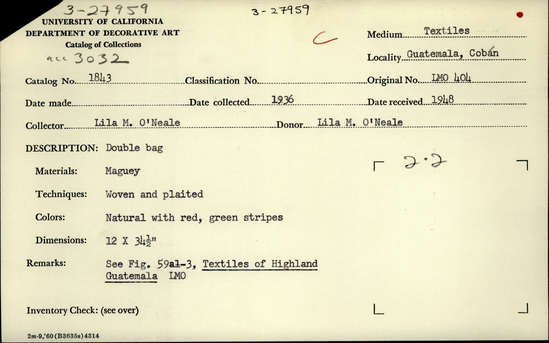 3-27959
3-27959
UNIVERSITY OF CALIFORNIA
DEPARTMENT OF DECORATIVE ART
Catalog of Collections
acc 3032
C
Medium Textiles
Locality Guatemala, Cobán
Catalog No. 1843 Classification No. Original No. LMO 404
Date made Date collected 1936 Date received 1948
Collector Lila M. O'Neale Donor Lila M. O'Neale
DESCRIPTION: Double bag
2.2
Materials: Maguey
Techniques: Woven and plaited
Colors: Natural with red, green stripes
Dimensions: 12 X 34½"
Remarks: See Fig. 59a1-3, Textiles of Highland
Guatemala LMO
Inventory Check: (see over)
2m-9,'60 (B3635s) 4314